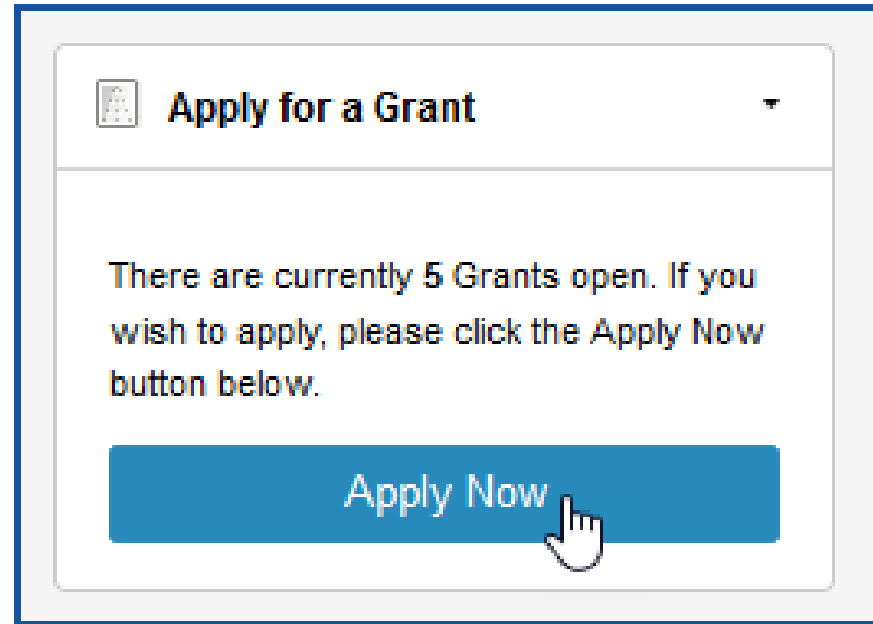 Apply for a Grant
There are currently 5 Grants open. If you
wish to apply, please click the Apply Now
button below.
Apply Now